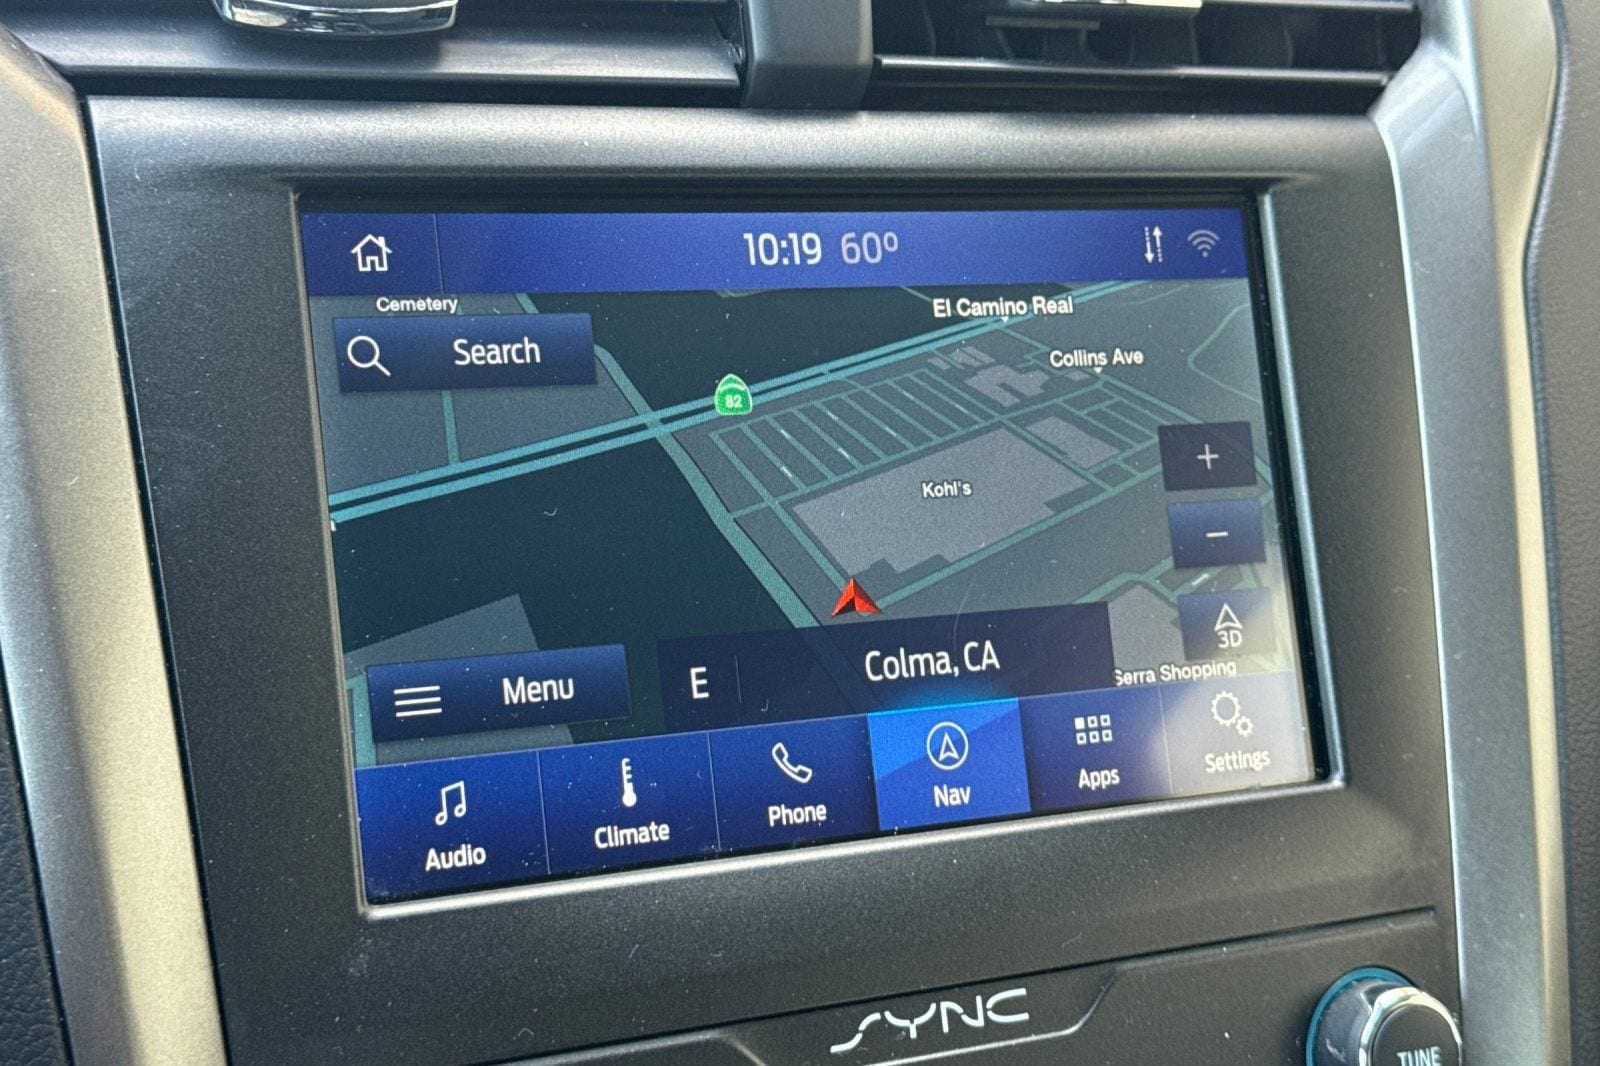 10:19 60°
Cemetery
El Camino Real
Search
Collins Ave
82
+
Kohl's
−
3D
Colma, CA
E
Serra Shopping
Menu
Audio
Climate
Phone
Nav
Apps
Settings
SYNC
TUNE